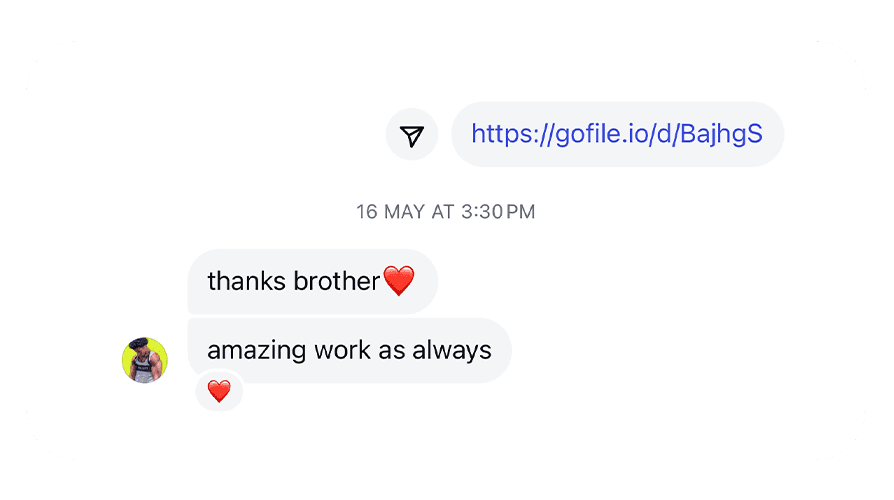 https://gofile.io/d/BajhgS
16 MAY AT 3:30 PM
thanks brother❤️
amazing work as always
❤️